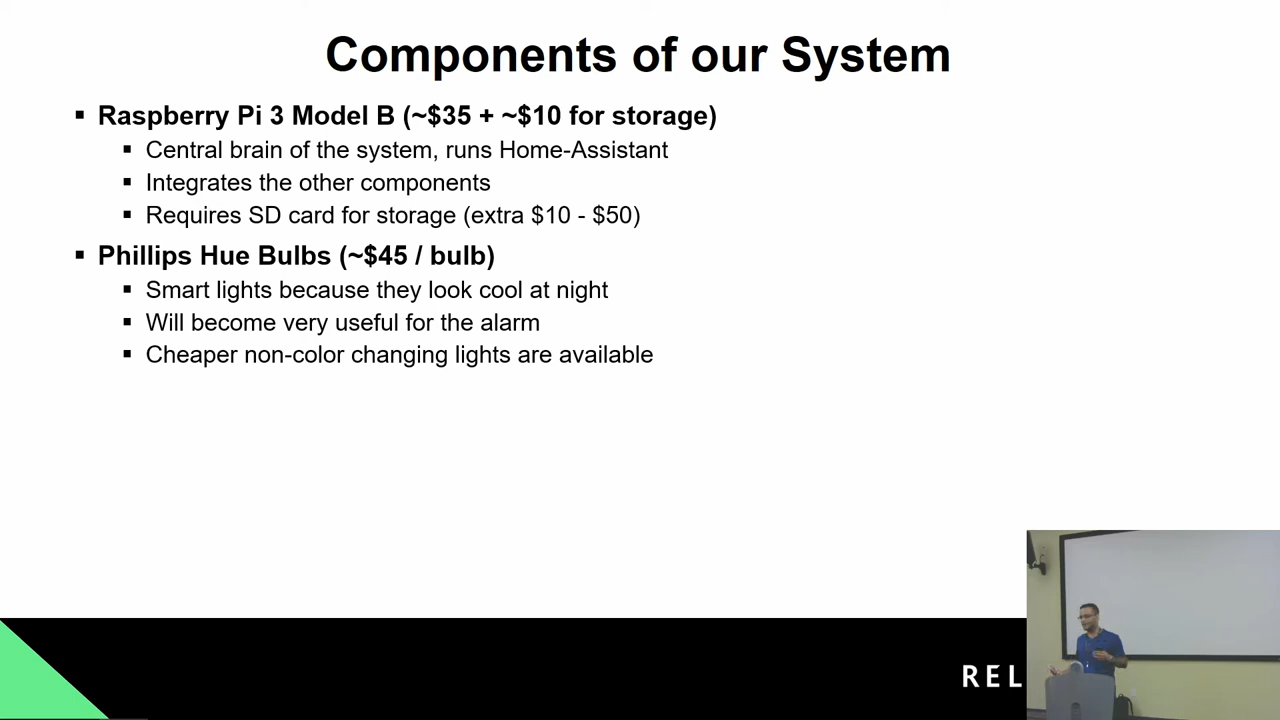 Components of our System
▪ Raspberry Pi 3 Model B (~$35 + ~$10 for storage)
▪ Central brain of the system, runs Home-Assistant
▪ Integrates the other components
▪ Requires SD card for storage (extra $10 - $50)
▪ Phillips Hue Bulbs (~$45 / bulb)
▪ Smart lights because they look cool at night
▪ Will become very useful for the alarm
▪ Cheaper non-color changing lights are available
REL